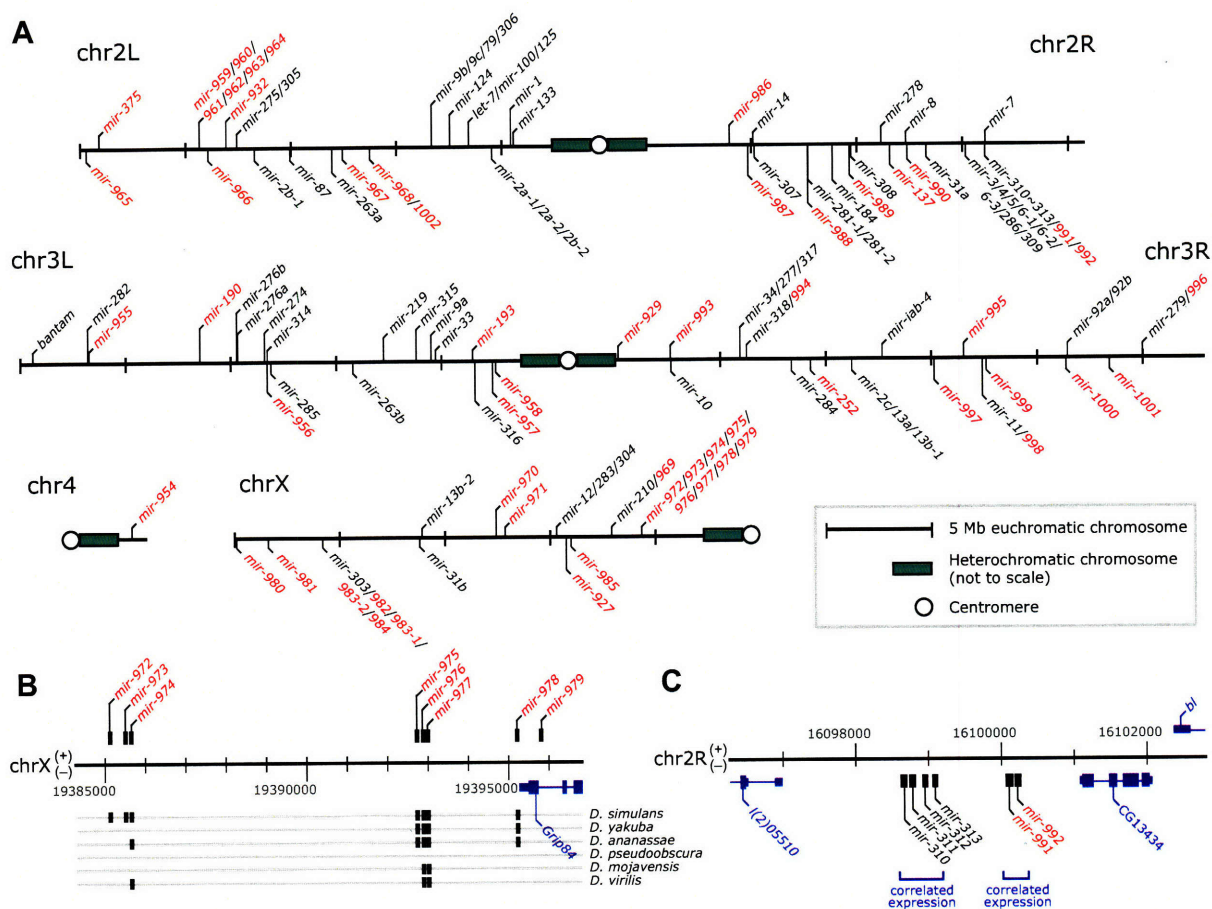 A
chr2L
chr2R
mir-375
mir-959/960/
961/962/963/964
mir-932
mir-275/305
mir-9b/9c/79/306
mir-124
let-7/mir-100/125
mir-1
mir-133
mir-986
mir-14
mir-278
mir-8
mir-7
mir-965
mir-966
mir-2b-1
mir-87
mir-263a
mir-967
mir-968/1002
mir-2a-1/2a-2/2b-2
mir-987
mir-307
mir-988
mir-281-1/281-2
mir-184
mir-989
mir-308
mir-137
mir-990
mir-31a
mir-3/4/5/6-1/6-2/
6-3/286/309
mir-310~313/991/992
chr3L
chr3R
bantam
mir-282
mir-955
mir-190
mir-276b
mir-276a
mir-274
mir-314
mir-219
mir-315
mir-9a
mir-33
mir-193
mir-929
mir-993
mir-34/277/317
mir-318/994
mir-iab-4
mir-995
mir-92a/92b
mir-279/996
mir-285
mir-956
mir-263b
mir-958
mir-957
mir-316
mir-10
mir-284
mir-252
mir-2c/13a/13b-1
mir-997
mir-999
mir-11/998
mir-1000
mir-1001
chr4
mir-954
chrX
mir-13b-2
mir-970
mir-971
mir-12/283/304
mir-210/969
mir-972/973/974/975/
976/977/978/979
mir-980
mir-981
mir-303/982/983-1/
983-2/984
mir-31b
mir-985
mir-927
5 Mb euchromatic chromosome
Heterochromatic chromosome
(not to scale)
Centromere
B
mir-972
mir-973
mir-974
mir-975
mir-976
mir-977
mir-978
mir-979
chrX (+)
(−)
19385000
19390000
19395000
Grip84
D. simulans
D. yakuba
D. ananassae
D. pseudoobscura
D. mojavensis
D. virilis
C
bl
16098000
16100000
16102000
chr2R (+)
(−)
l(2)05510
mir-313
mir-312
mir-311
mir-310
mir-992
mir-991
CG13434
correlated
expression
correlated
expression